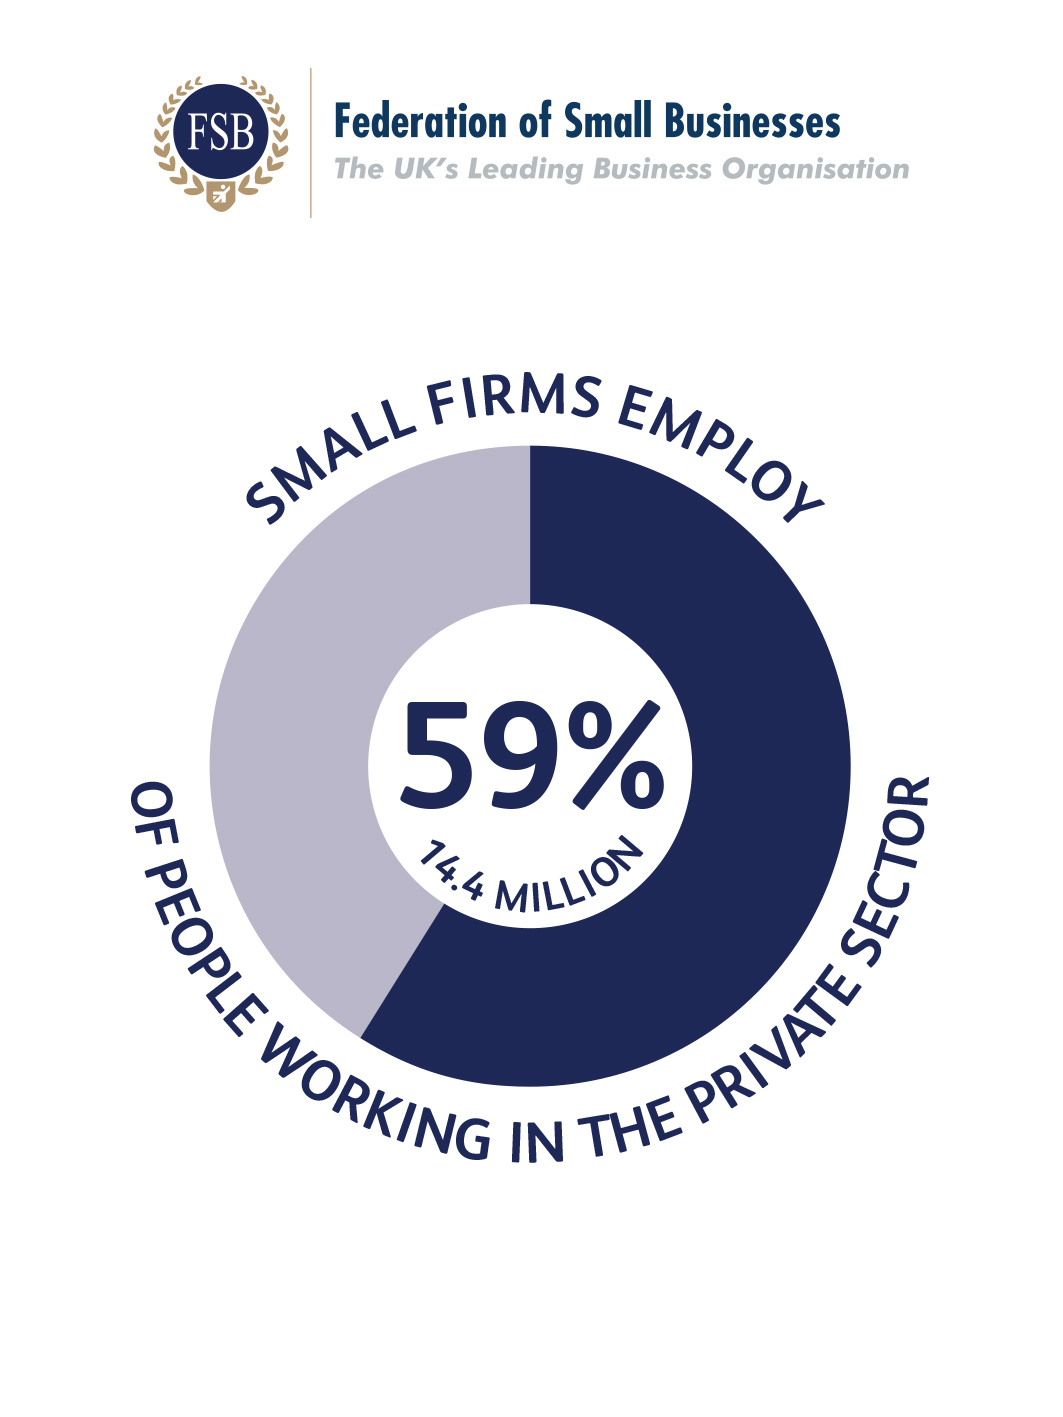 FSB
Federation of Small Businesses
The UK's Leading Business Organisation
SMALL FIRMS EMPLOY
59%
14.4 MILLION
OF PEOPLE WORKING IN THE PRIVATE SECTOR